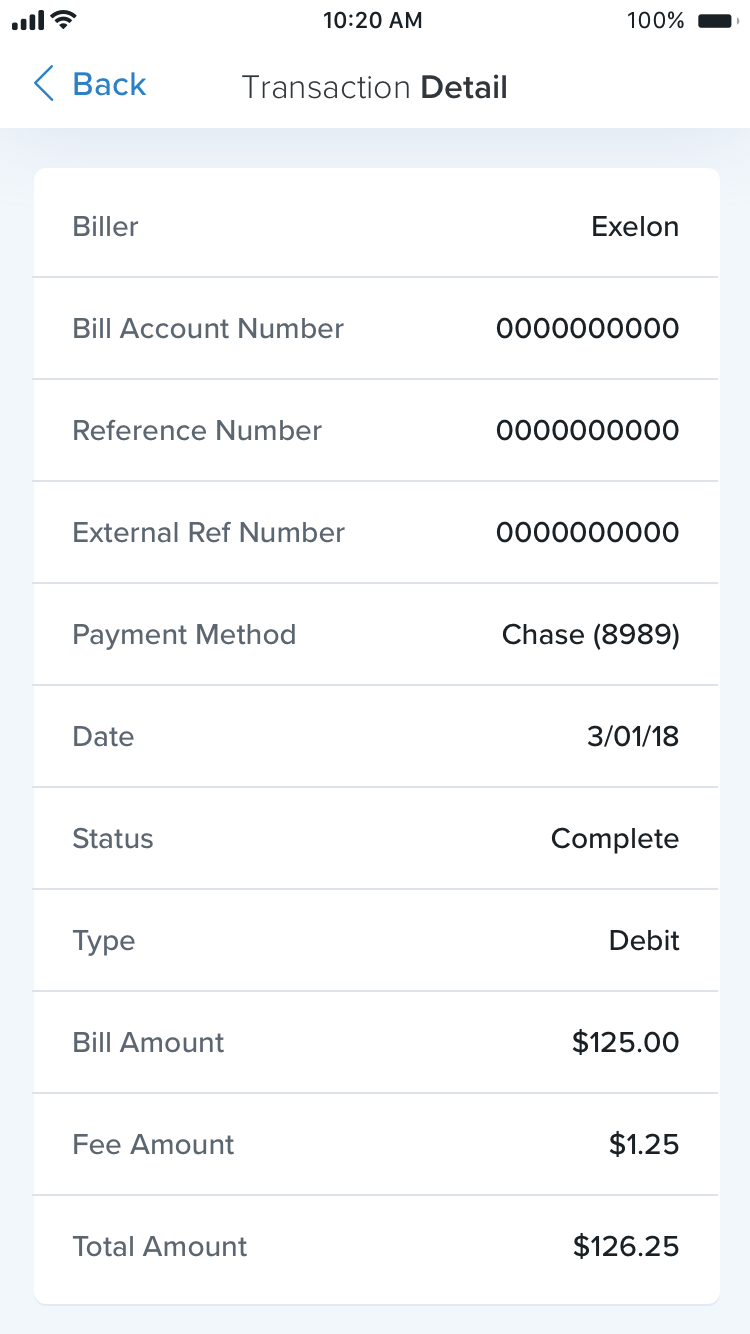 10:20 AM 100%
Back Transaction Detail
Biller Exelon
Bill Account Number 0000000000
Reference Number 0000000000
External Ref Number 0000000000
Payment Method Chase (8989)
Date 3/01/18
Status Complete
Type Debit
Bill Amount $125.00
Fee Amount $1.25
Total Amount $126.25